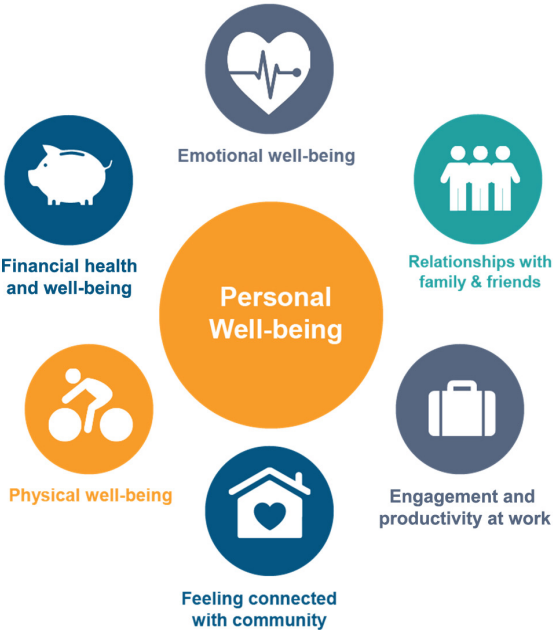 Emotional well-being
Financial health
and well-being
Relationships with
family & friends
Personal
Well-being
Physical well-being
Engagement and
productivity at work
Feeling connected
with community